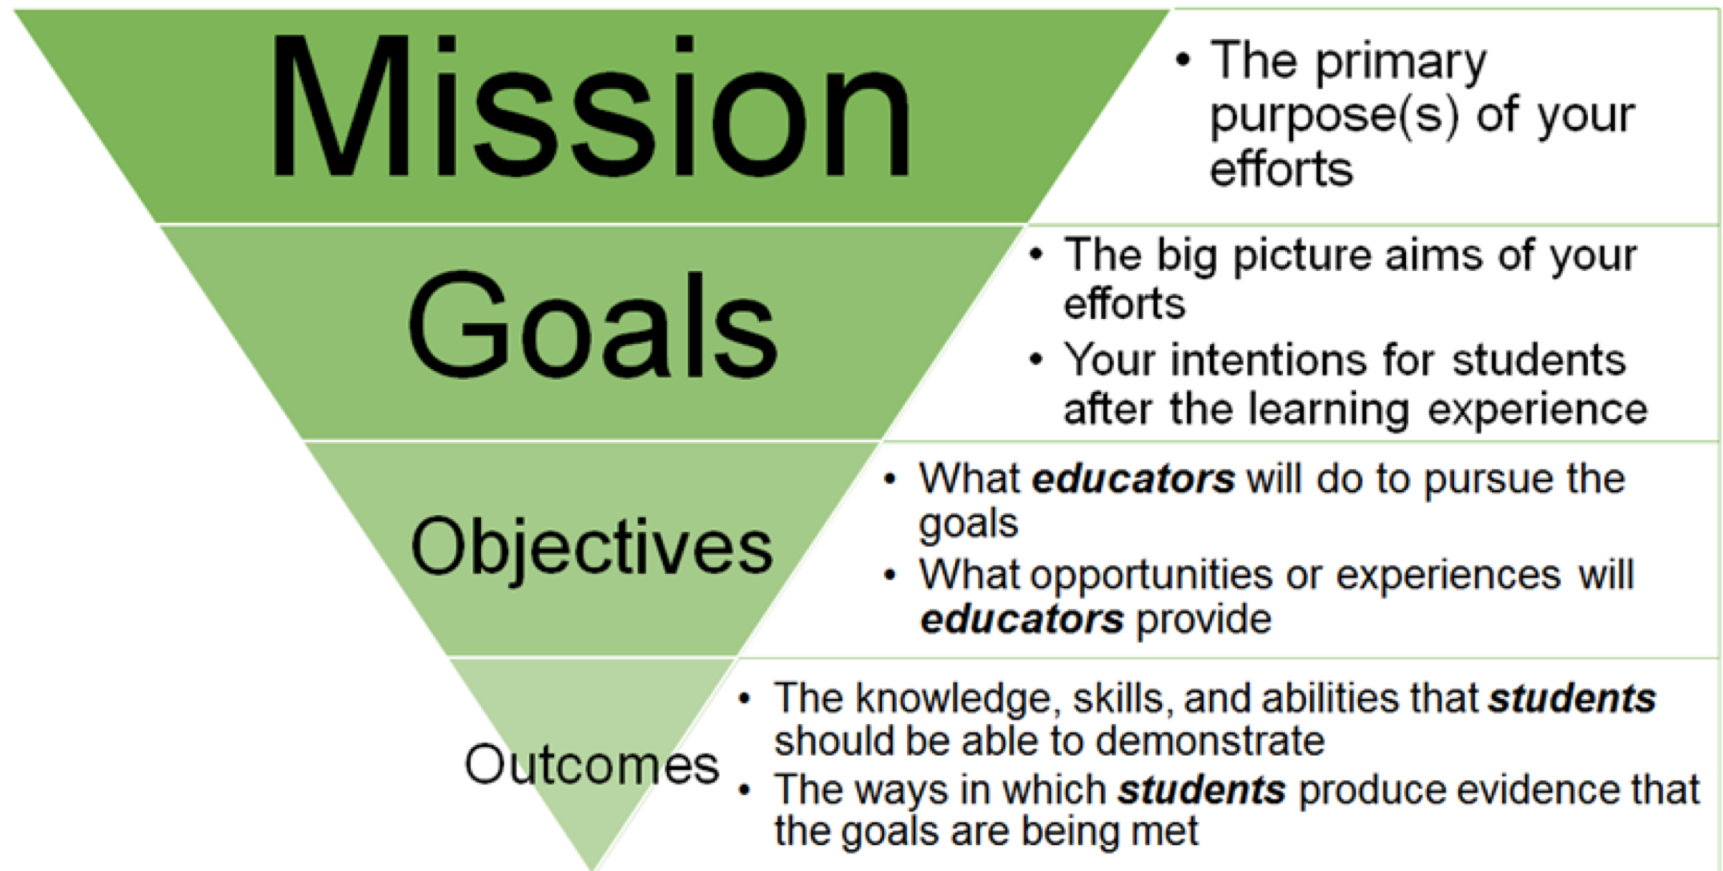 Mission
• The primary
purpose(s) of your
efforts
Goals
• The big picture aims of your
efforts
• Your intentions for students
after the learning experience
Objectives
• What educators will do to pursue the
goals
• What opportunities or experiences will
educators provide
Outcomes
• The knowledge, skills, and abilities that students
should be able to demonstrate
• The ways in which students produce evidence that
the goals are being met